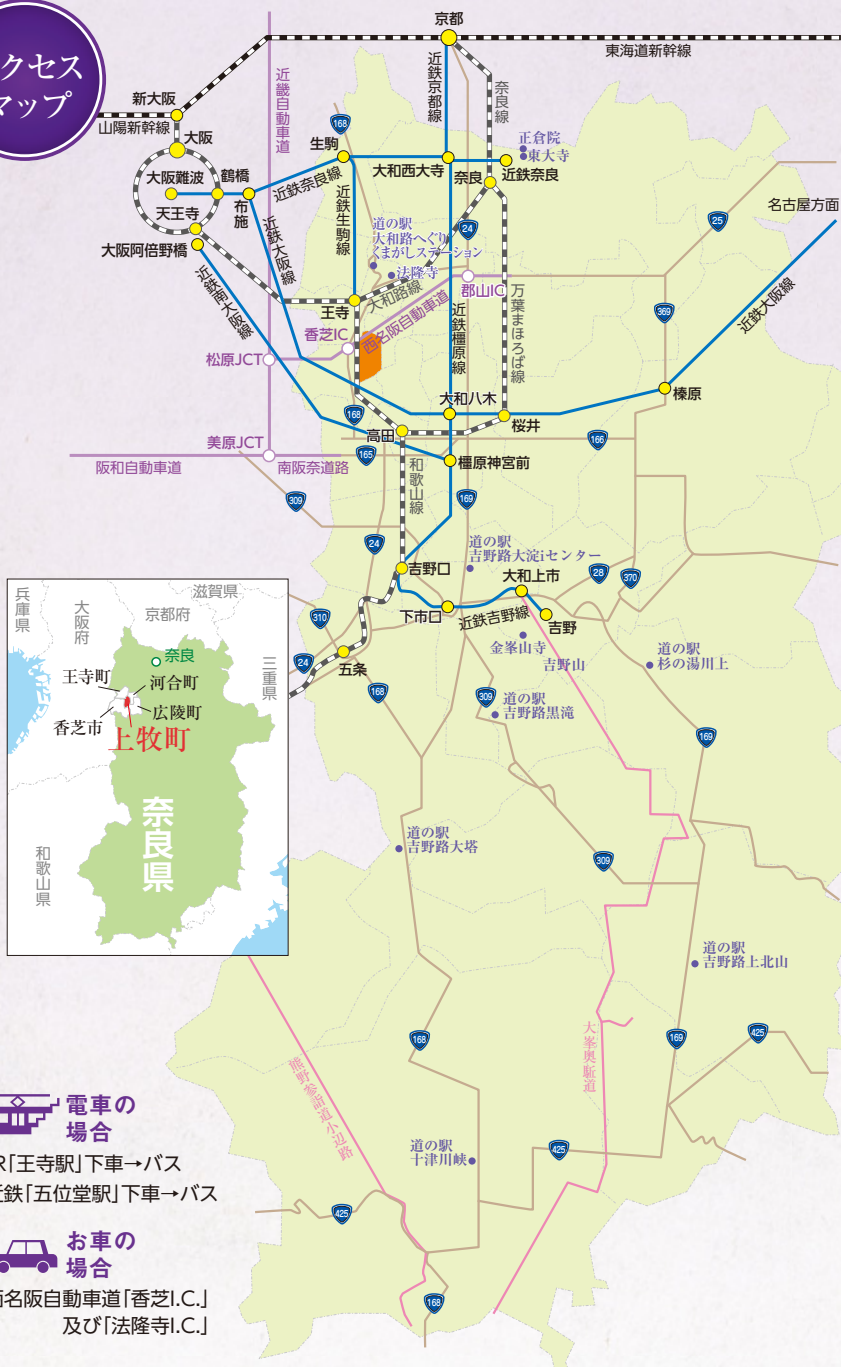 クセス
マップ
京都
東海道新幹線
新大阪
山陽新幹線
近畿自動車道
近鉄京都線
奈良線
大阪
168
生駒
正倉院
東大寺
大阪難波
鶴橋
近鉄奈良線
大和西大寺
奈良
近鉄奈良
天王寺
布施
近鉄生駒線
名古屋方面
25
大阪阿倍野橋
近鉄大阪線
道の駅
大和路へぐり
くまがしステーション
24
法隆寺
近鉄南大阪線
郡山IC
万葉まほろば線
王寺
大和路線
近鉄橿原線
369
近鉄大阪線
香芝IC
西名阪自動車道
松原JCT
大和八木
榛原
168
桜井
高田
美原JCT
165
166
阪和自動車道
南阪奈道路
橿原神宮前
和歌山線
309
169
24
道の駅
吉野路大淀iセンター
吉野口
大和上市
28
370
310
下市口
近鉄吉野線
吉野
金峯山寺
吉野山
24
五条
168
道の駅
杉の湯川上
309
道の駅
吉野路黒滝
169
道の駅
吉野路大塔
309
道の駅
吉野路上北山
168
大峯奥駈道
169
425
熊野参詣道小辺路
道の駅
十津川峡
425
425
168
兵庫県
大阪府
京都府
滋賀県
奈良
三重県
王寺町
河合町
香芝市
広陵町
上牧町
奈良県
和歌山県
電車の
場合
R「王寺駅」下車→バス
近鉄「五位堂駅」下車→バス
お車の
場合
西名阪自動車道「香芝I.C.」
及び「法隆寺I.C.」